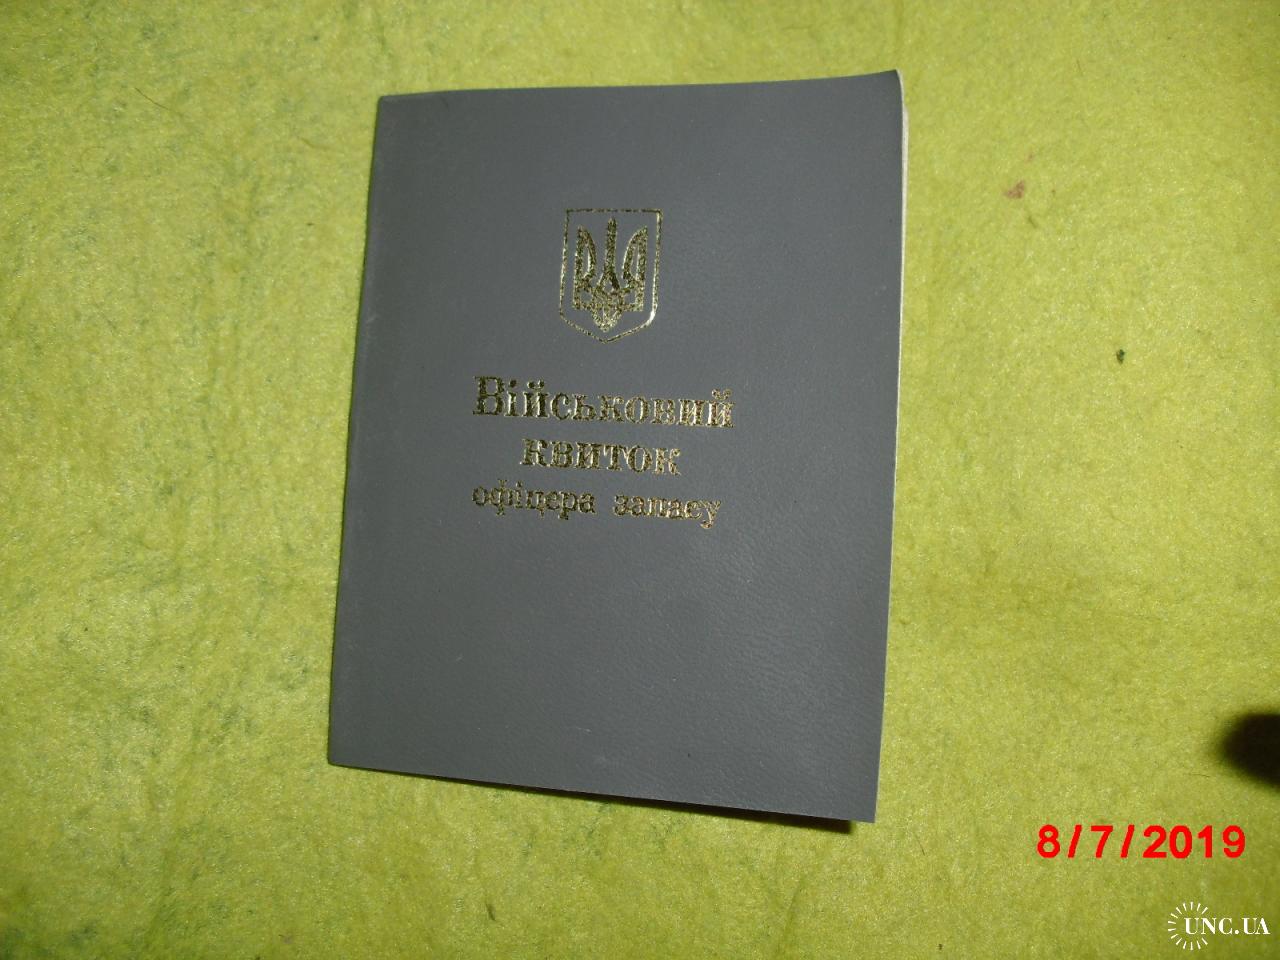 Військовий
квиток
офіцера запасу
8/7/2019
UNC.UA